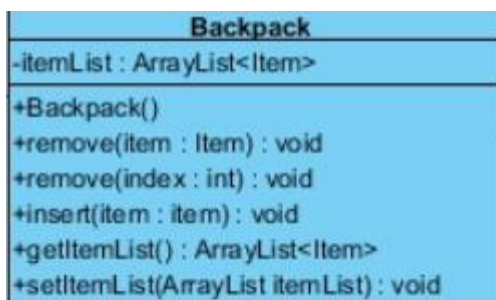 Backpack
-itemList : ArrayList<Item>
+Backpack()
+remove(item : Item) : void
+remove(index : int) : void
+insert(item : item) : void
+getItemList() : ArrayList<Item>
+setItemList(ArrayList itemList) : void